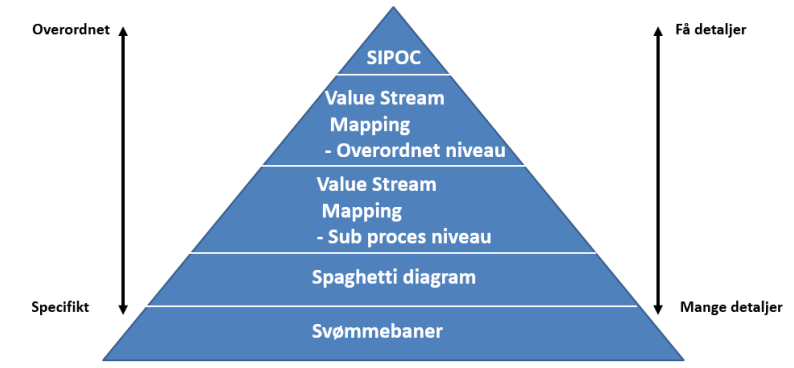 Overordnet
Få detaljer
SIPOC
Value Stream
Mapping
- Overordnet niveau
Value Stream
Mapping
- Sub proces niveau
Spaghetti diagram
Specifikt
Mange detaljer
Svømmebaner